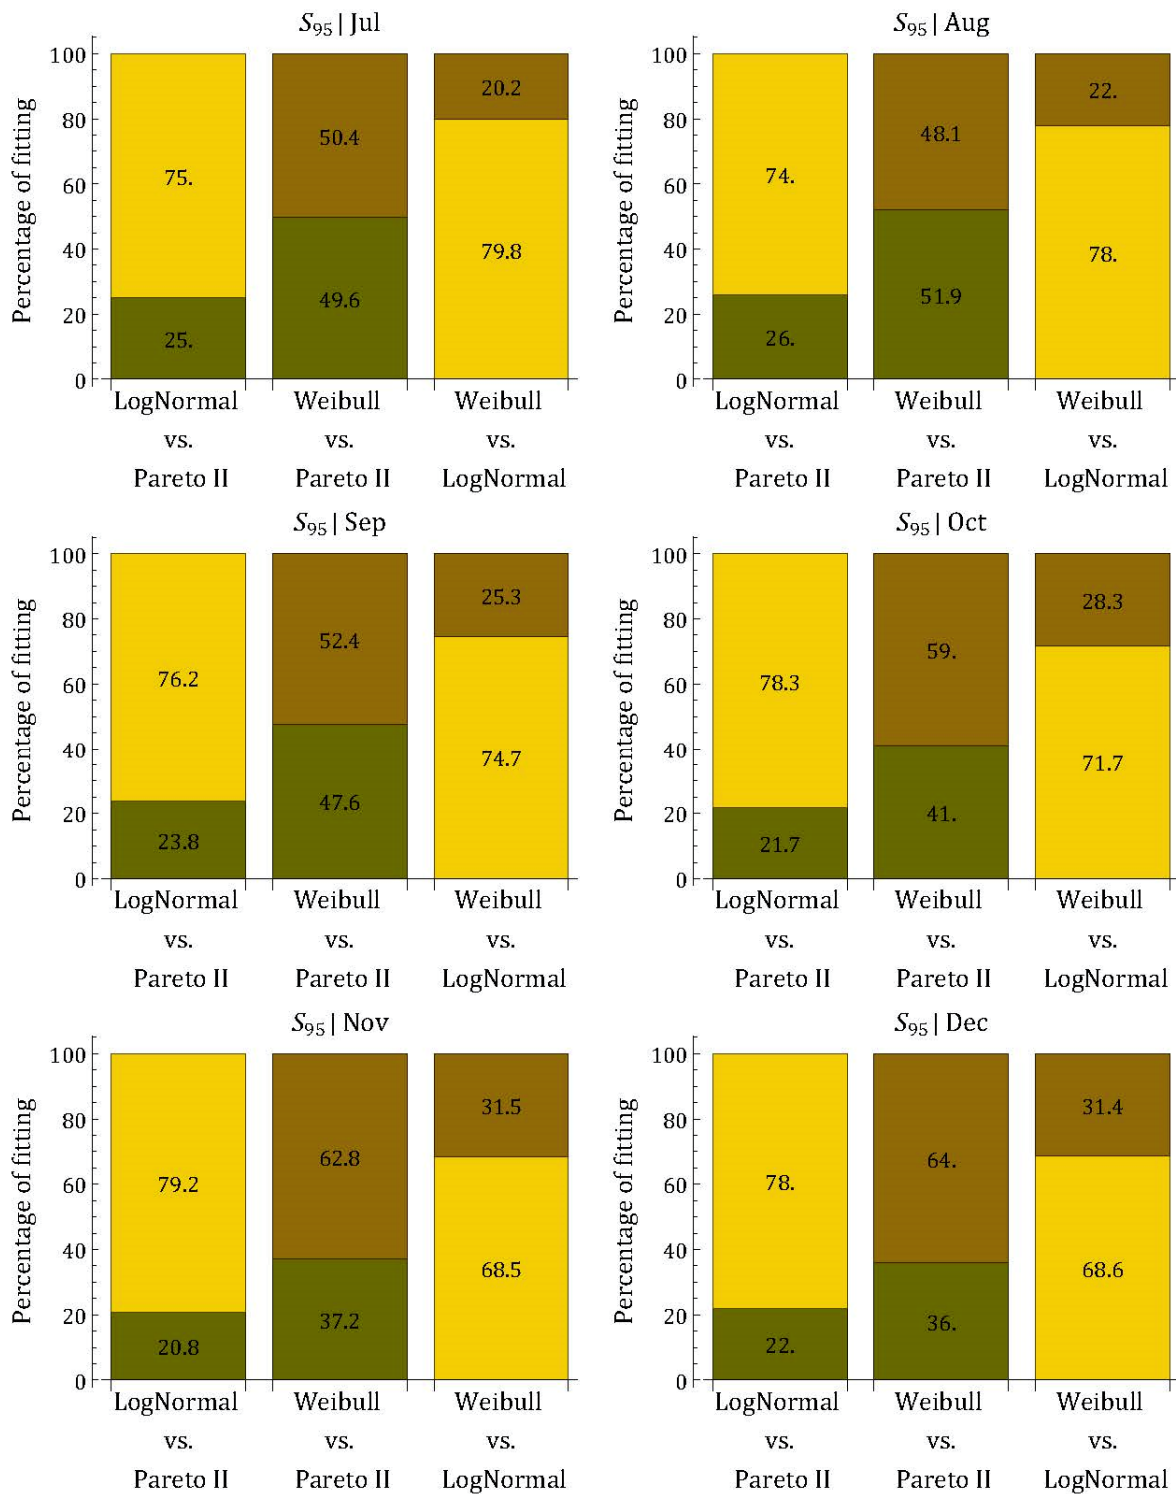 S95 | Jul
Percentage of fitting
100
80
60
40
20
0
75.
25.
50.4
49.6
20.2
79.8
LogNormal
vs.
Pareto II
Weibull
vs.
Pareto II
Weibull
vs.
LogNormal
S95 | Aug
Percentage of fitting
100
80
60
40
20
0
74.
26.
48.1
51.9
22.
78.
LogNormal
vs.
Pareto II
Weibull
vs.
Pareto II
Weibull
vs.
LogNormal
S95 | Sep
Percentage of fitting
100
80
60
40
20
0
76.2
23.8
52.4
47.6
25.3
74.7
LogNormal
vs.
Pareto II
Weibull
vs.
Pareto II
Weibull
vs.
LogNormal
S95 | Oct
Percentage of fitting
100
80
60
40
20
0
78.3
21.7
59.
41.
28.3
71.7
LogNormal
vs.
Pareto II
Weibull
vs.
Pareto II
Weibull
vs.
LogNormal
S95 | Nov
Percentage of fitting
100
80
60
40
20
0
79.2
20.8
62.8
37.2
31.5
68.5
LogNormal
vs.
Pareto II
Weibull
vs.
Pareto II
Weibull
vs.
LogNormal
S95 | Dec
Percentage of fitting
100
80
60
40
20
0
78.
22.
64.
36.
31.4
68.6
LogNormal
vs.
Pareto II
Weibull
vs.
Pareto II
Weibull
vs.
LogNormal